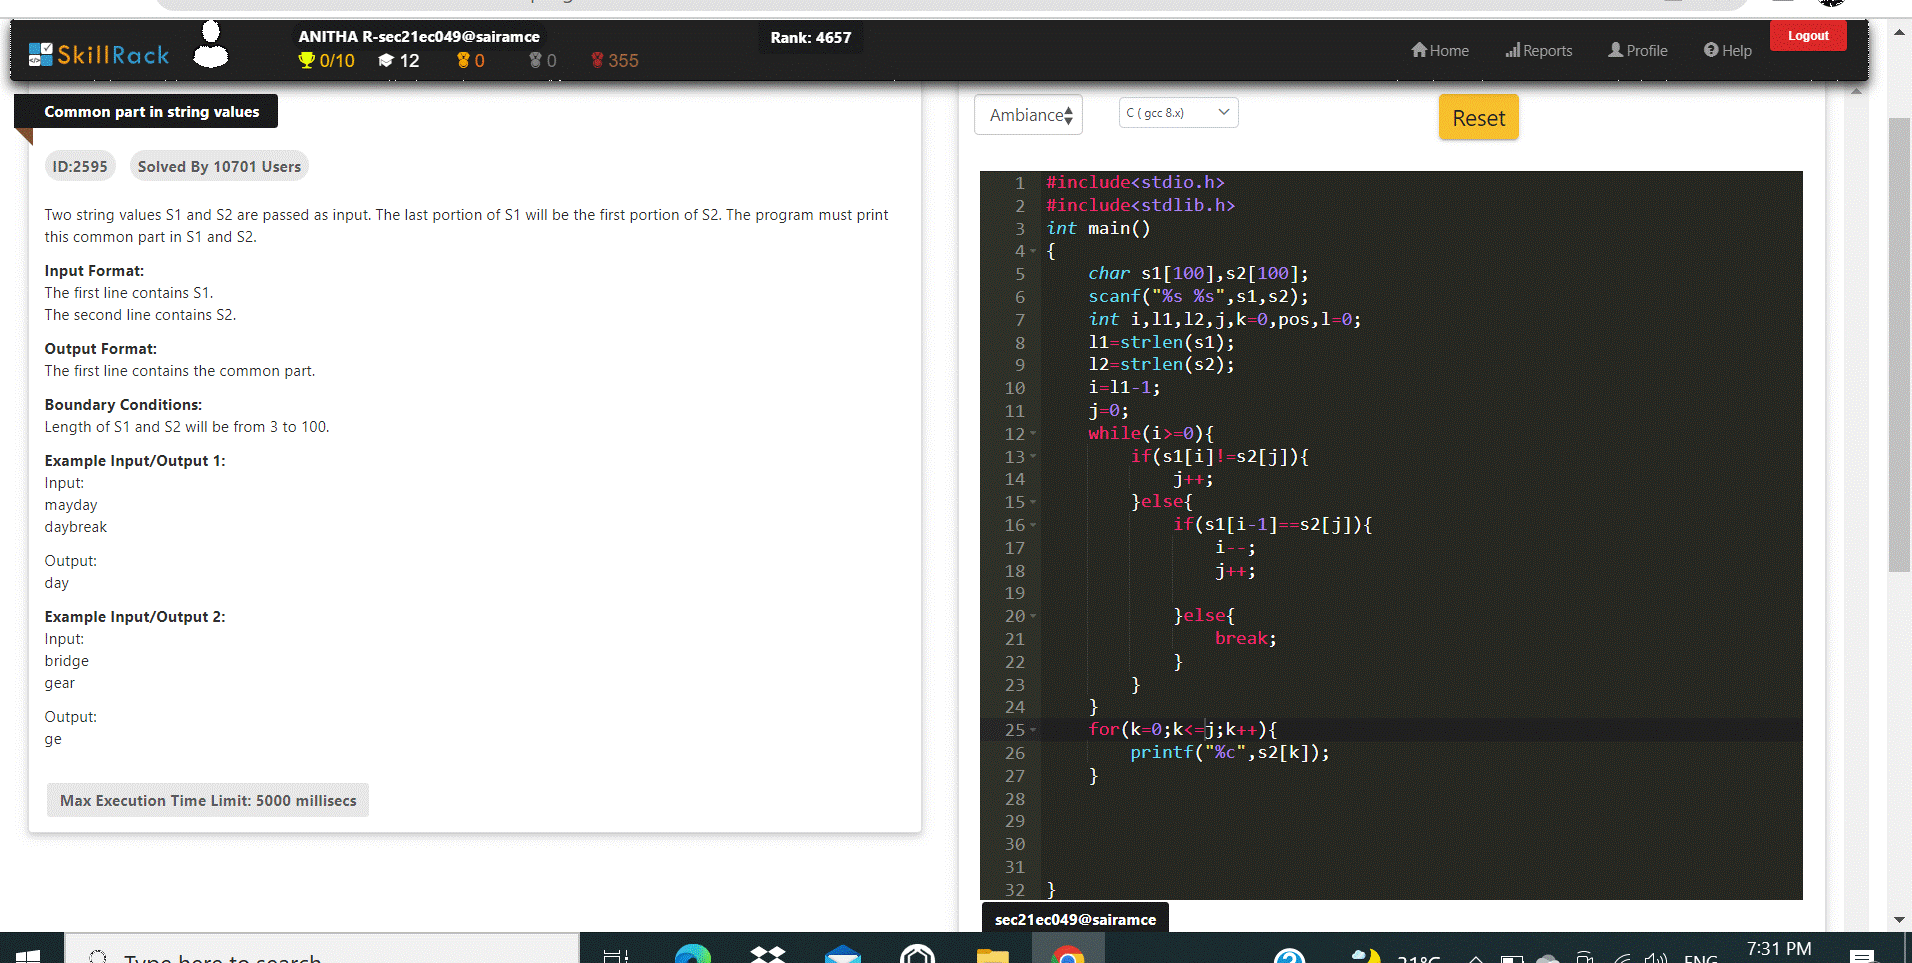 SkillRack
ANITHA R-sec21ec049@sairamce
0/10 12 0 0 355
Rank: 4657
Home Reports Profile Help
Logout
Common part in string values
ID:2595 Solved By 10701 Users
Two string values S1 and S2 are passed as input. The last portion of S1 will be the first portion of S2. The program must print
this common part in S1 and S2.
Input Format:
The first line contains S1.
The second line contains S2.
Output Format:
The first line contains the common part.
Boundary Conditions:
Length of S1 and S2 will be from 3 to 100.
Example Input/Output 1:
Input:
mayday
daybreak
Output:
day
Example Input/Output 2:
Input:
bridge
gear
Output:
ge
Max Execution Time Limit: 5000 millisecs
Ambiance
C ( gcc 8.x)
Reset
1 #include<stdio.h>
2 #include<stdlib.h>
3 int main()
4 {
5 char s1[100],s2[100];
6 scanf("%s %s",s1,s2);
7 int i,l1,l2,j,k=0,pos,l=0;
8 l1=strlen(s1);
9 l2=strlen(s2);
10 i=l1-1;
11 j=0;
12 while(i>=0){
13 if(s1[i]!=s2[j]){
14 j++;
15 }else{
16 if(s1[i-1]==s2[j]){
17 i--;
18 j++;
19
20 }else{
21 break;
22 }
23 }
24 }
25 for(k=0;k<=j;k++){
26 printf("%c",s2[k]);
27 }
28
29
30
31
32 }
sec21ec049@sairamce
Type here to search
21°C
ENG
7:31 PM